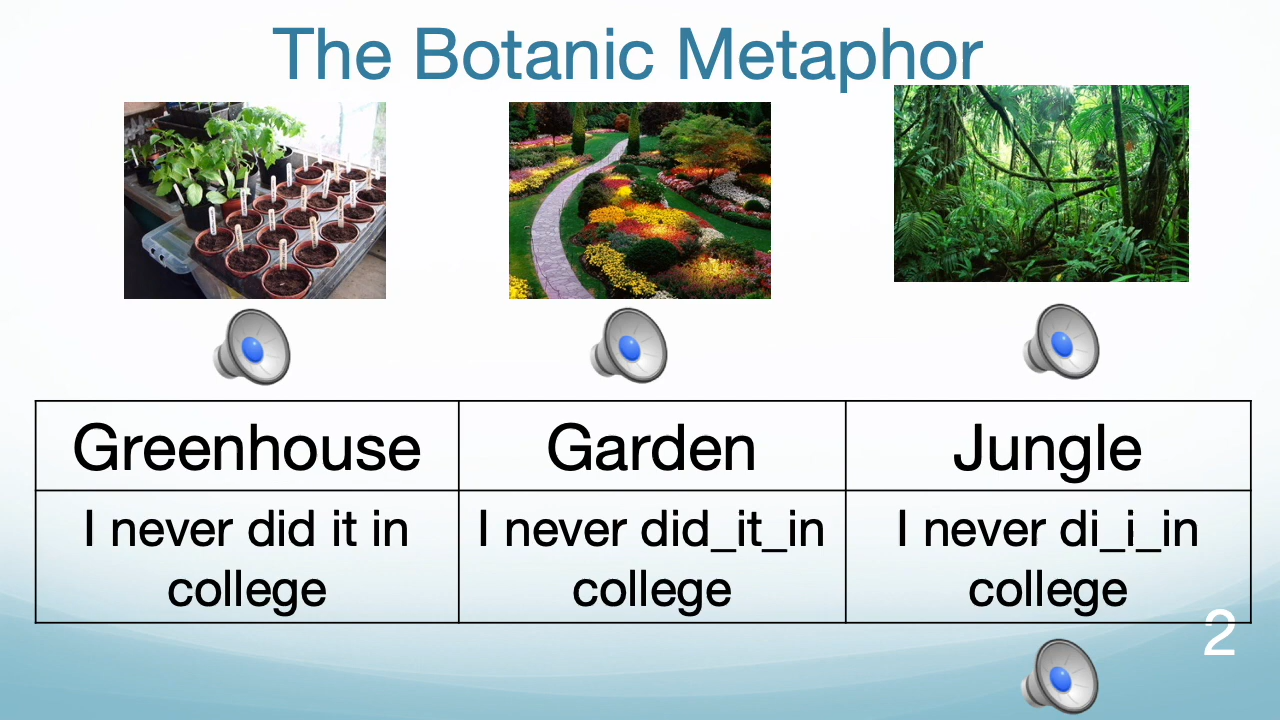 The Botanic Metaphor
Greenhouse
Garden
Jungle
I never did it in
college
I never did_it_in
college
I never di_i_in
college
2